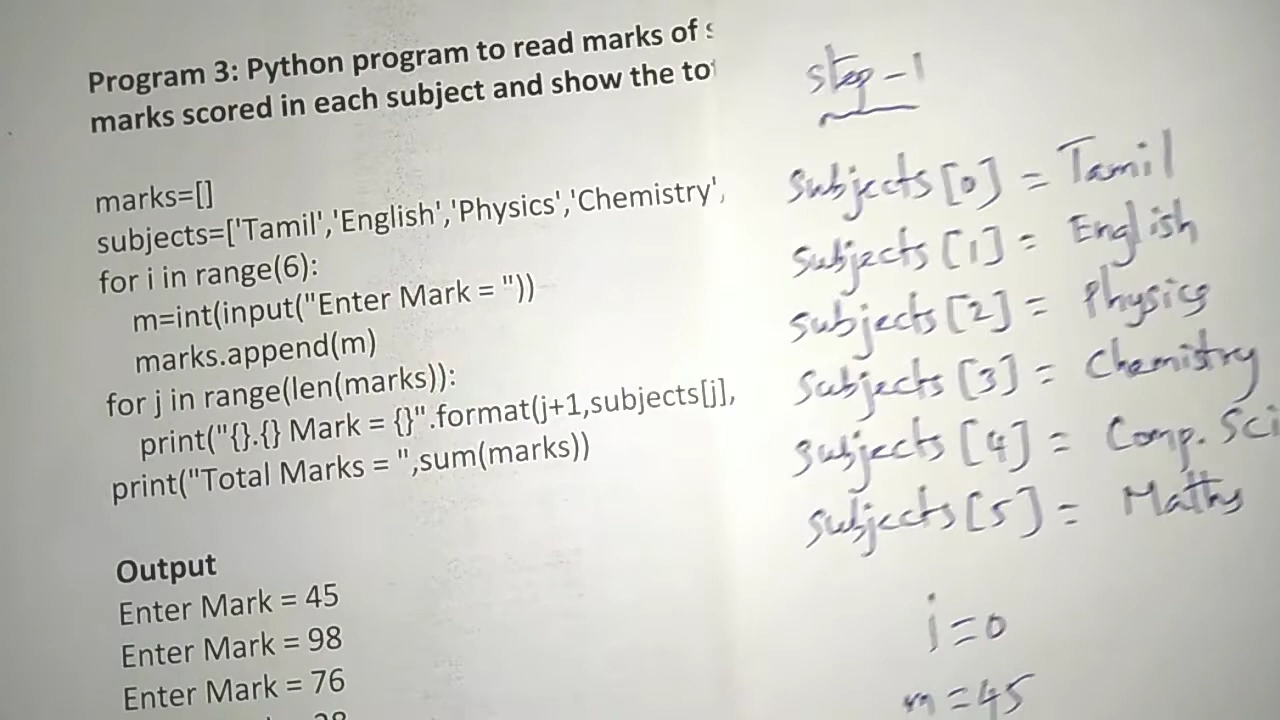 Program 3: Python program to read marks of
marks scored in each subject and show the
marks=[]
subjects=['Tamil','English','Physics','Chemistry',
for i in range(6):
m=int(input("Enter Mark = "))
marks.append(m)
for j in range(len(marks)):
print("{}.{} Mark = {}".format(j+1,subjects[j],
print("Total Marks = ",sum(marks))
Output
Enter Mark = 45
Enter Mark = 98
Enter Mark = 76
step-1
Subjects[0] = Tamil
Subjects[1] = English
Subjects[2] = Physics
Subjects[3] = Chemistry
Subjects[4] = Comp. Sci
Subjects[5] = Maths
i=0
m=45